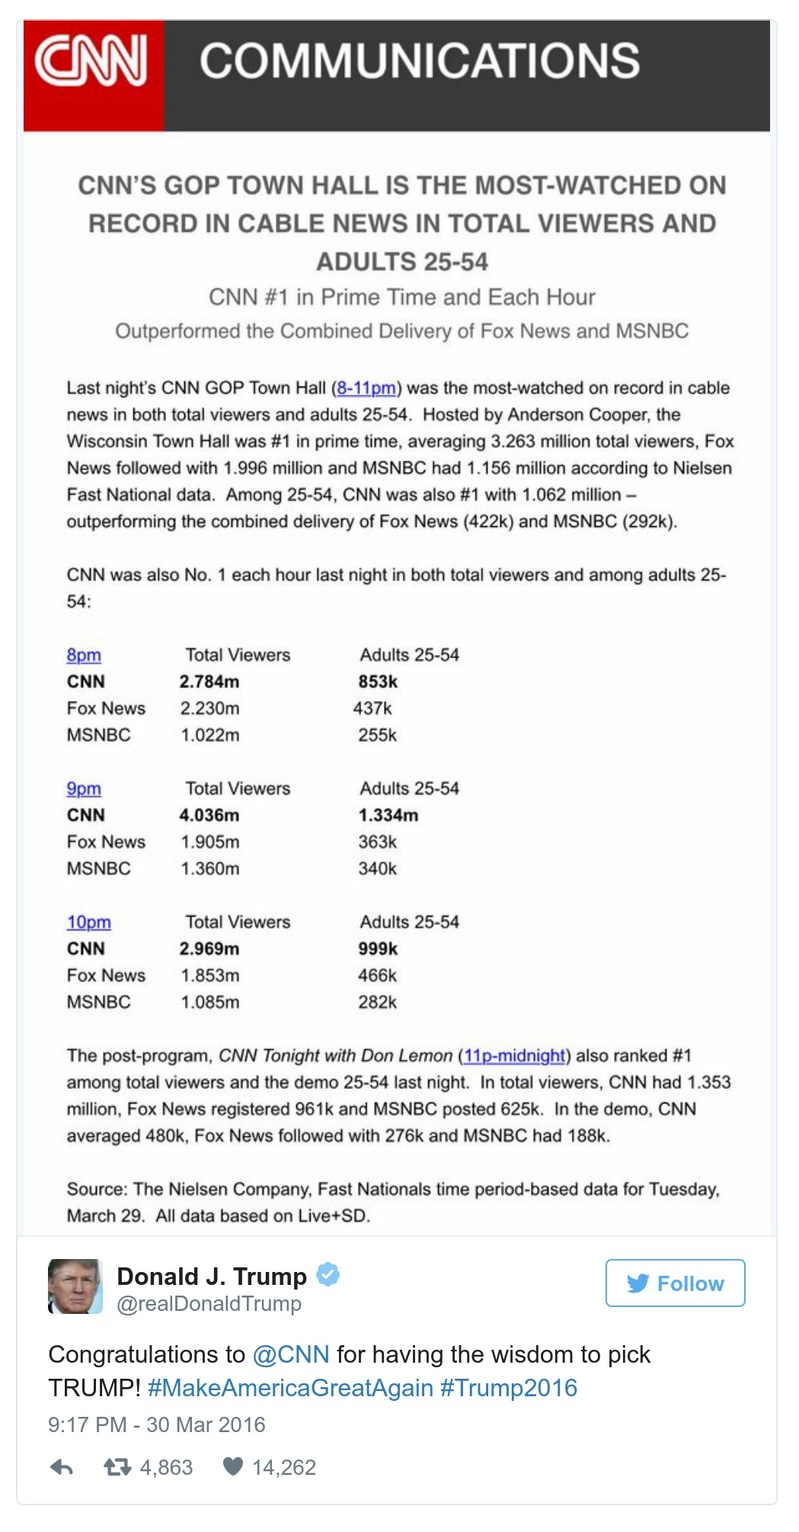 CNN COMMUNICATIONS
CNN'S GOP TOWN HALL IS THE MOST-WATCHED ON
RECORD IN CABLE NEWS IN TOTAL VIEWERS AND
ADULTS 25-54
CNN #1 in Prime Time and Each Hour
Outperformed the Combined Delivery of Fox News and MSNBC
Last night's CNN GOP Town Hall (8-11pm) was the most-watched on record in cable
news in both total viewers and adults 25-54.  Hosted by Anderson Cooper, the
Wisconsin Town Hall was #1 in prime time, averaging 3.263 million total viewers, Fox
News followed with 1.996 million and MSNBC had 1.156 million according to Nielsen
Fast National data.  Among 25-54, CNN was also #1 with 1.062 million –
outperforming the combined delivery of Fox News (422k) and MSNBC (292k).
CNN was also No. 1 each hour last night in both total viewers and among adults 25-
54:
8pm Total Viewers Adults 25-54
CNN 2.784m 853k
Fox News 2.230m 437k
MSNBC 1.022m 255k
9pm Total Viewers Adults 25-54
CNN 4.036m 1.334m
Fox News 1.905m 363k
MSNBC 1.360m 340k
10pm Total Viewers Adults 25-54
CNN 2.969m 999k
Fox News 1.853m 466k
MSNBC 1.085m 282k
The post-program, CNN Tonight with Don Lemon (11p-midnight) also ranked #1
among total viewers and the demo 25-54 last night.  In total viewers, CNN had 1.353
million, Fox News registered 961k and MSNBC posted 625k.  In the demo, CNN
averaged 480k, Fox News followed with 276k and MSNBC had 188k.
Source: The Nielsen Company, Fast Nationals time period-based data for Tuesday,
March 29.  All data based on Live+SD.
Donald J. Trump
@realDonaldTrump
Follow
Congratulations to @CNN for having the wisdom to pick
TRUMP! #MakeAmericaGreatAgain #Trump2016
9:17 PM - 30 Mar 2016
4,863 14,262